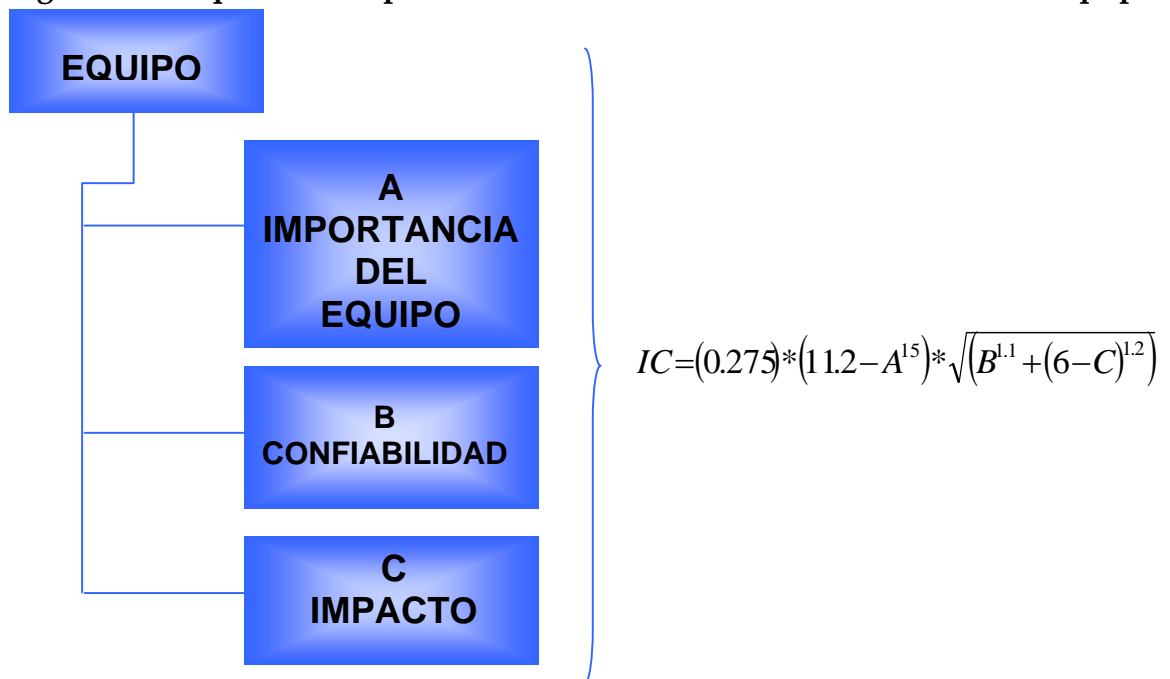 EQUIPO
A
IMPORTANCIA
DEL
EQUIPO
B
CONFIABILIDAD
C
IMPACTO
IC=(0.275)*(11.2−A^{15})*√((B^{1.1}+(6−C)^{1.2}))